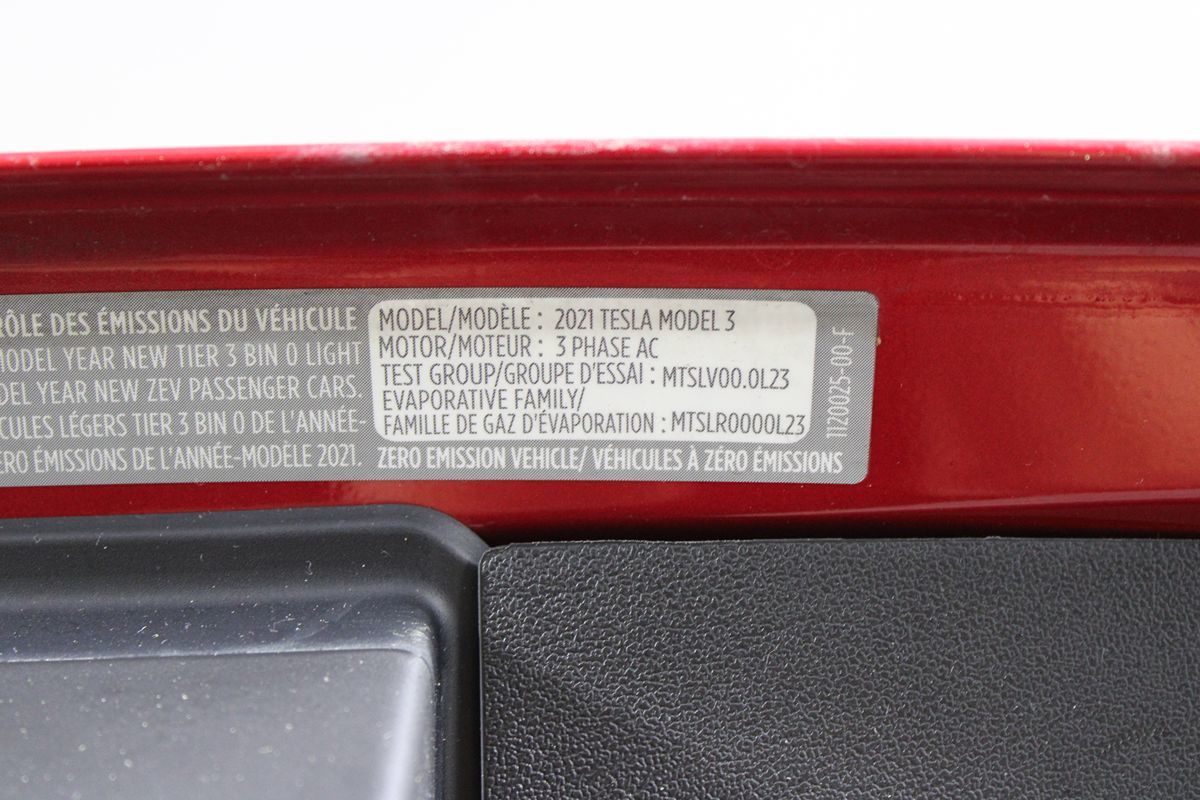 RÔLE DES ÉMISSIONS DU VÉHICULE
MODEL YEAR NEW TIER 3 BIN 0 LIGHT
DEL YEAR NEW ZEV PASSENGER CARS.
CULES LÉGERS TIER 3 BIN 0 DE L'ANNÉE-
ÉRO ÉMISSIONS DE L'ANNÉE-MODÈLE 2021.
MODEL/MODÈLE : 2021 TESLA MODEL 3
MOTOR/MOTEUR : 3 PHASE AC
TEST GROUP/GROUPE D'ESSAI : MTSLV00.0L23
EVAPORATIVE FAMILY/
FAMILLE DE GAZ D'ÉVAPORATION : MTSLR0000L23
ZERO EMISSION VEHICLE/ VÉHICULES À ZÉRO ÉMISSIONS
1120025-00-F